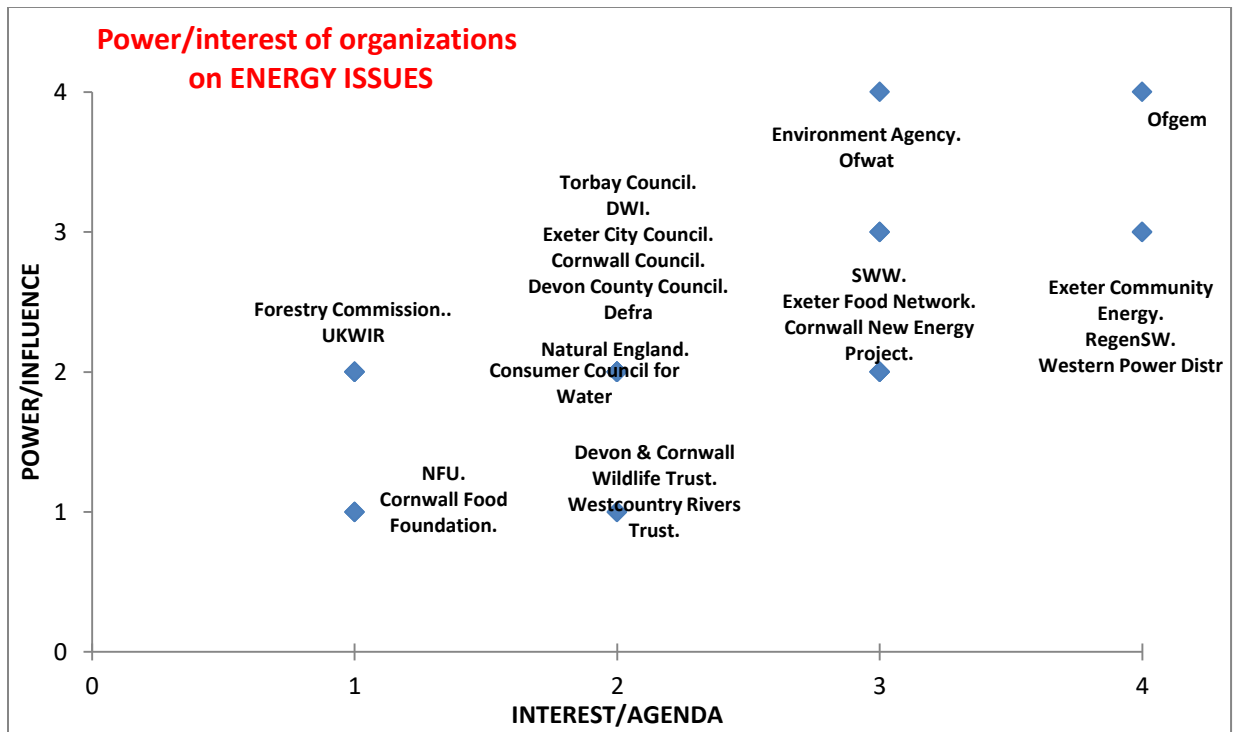 Power/interest of organizations
on ENERGY ISSUES
POWER/INFLUENCE
4
3
2
1
0
Ofgem
Environment Agency.
Ofwat
Torbay Council.
DWI.
Exeter City Council.
Cornwall Council.
Devon County Council.
Defra
Natural England.
Consumer Council for
Water
SWW.
Exeter Food Network.
Cornwall New Energy
Project.
Exeter Community
Energy.
RegenSW.
Western Power Distr
Forestry Commission..
UKWIR
NFU.
Cornwall Food
Foundation.
Devon & Cornwall
Wildlife Trust.
Westcountry Rivers
Trust.
0 1 2 3 4
INTEREST/AGENDA